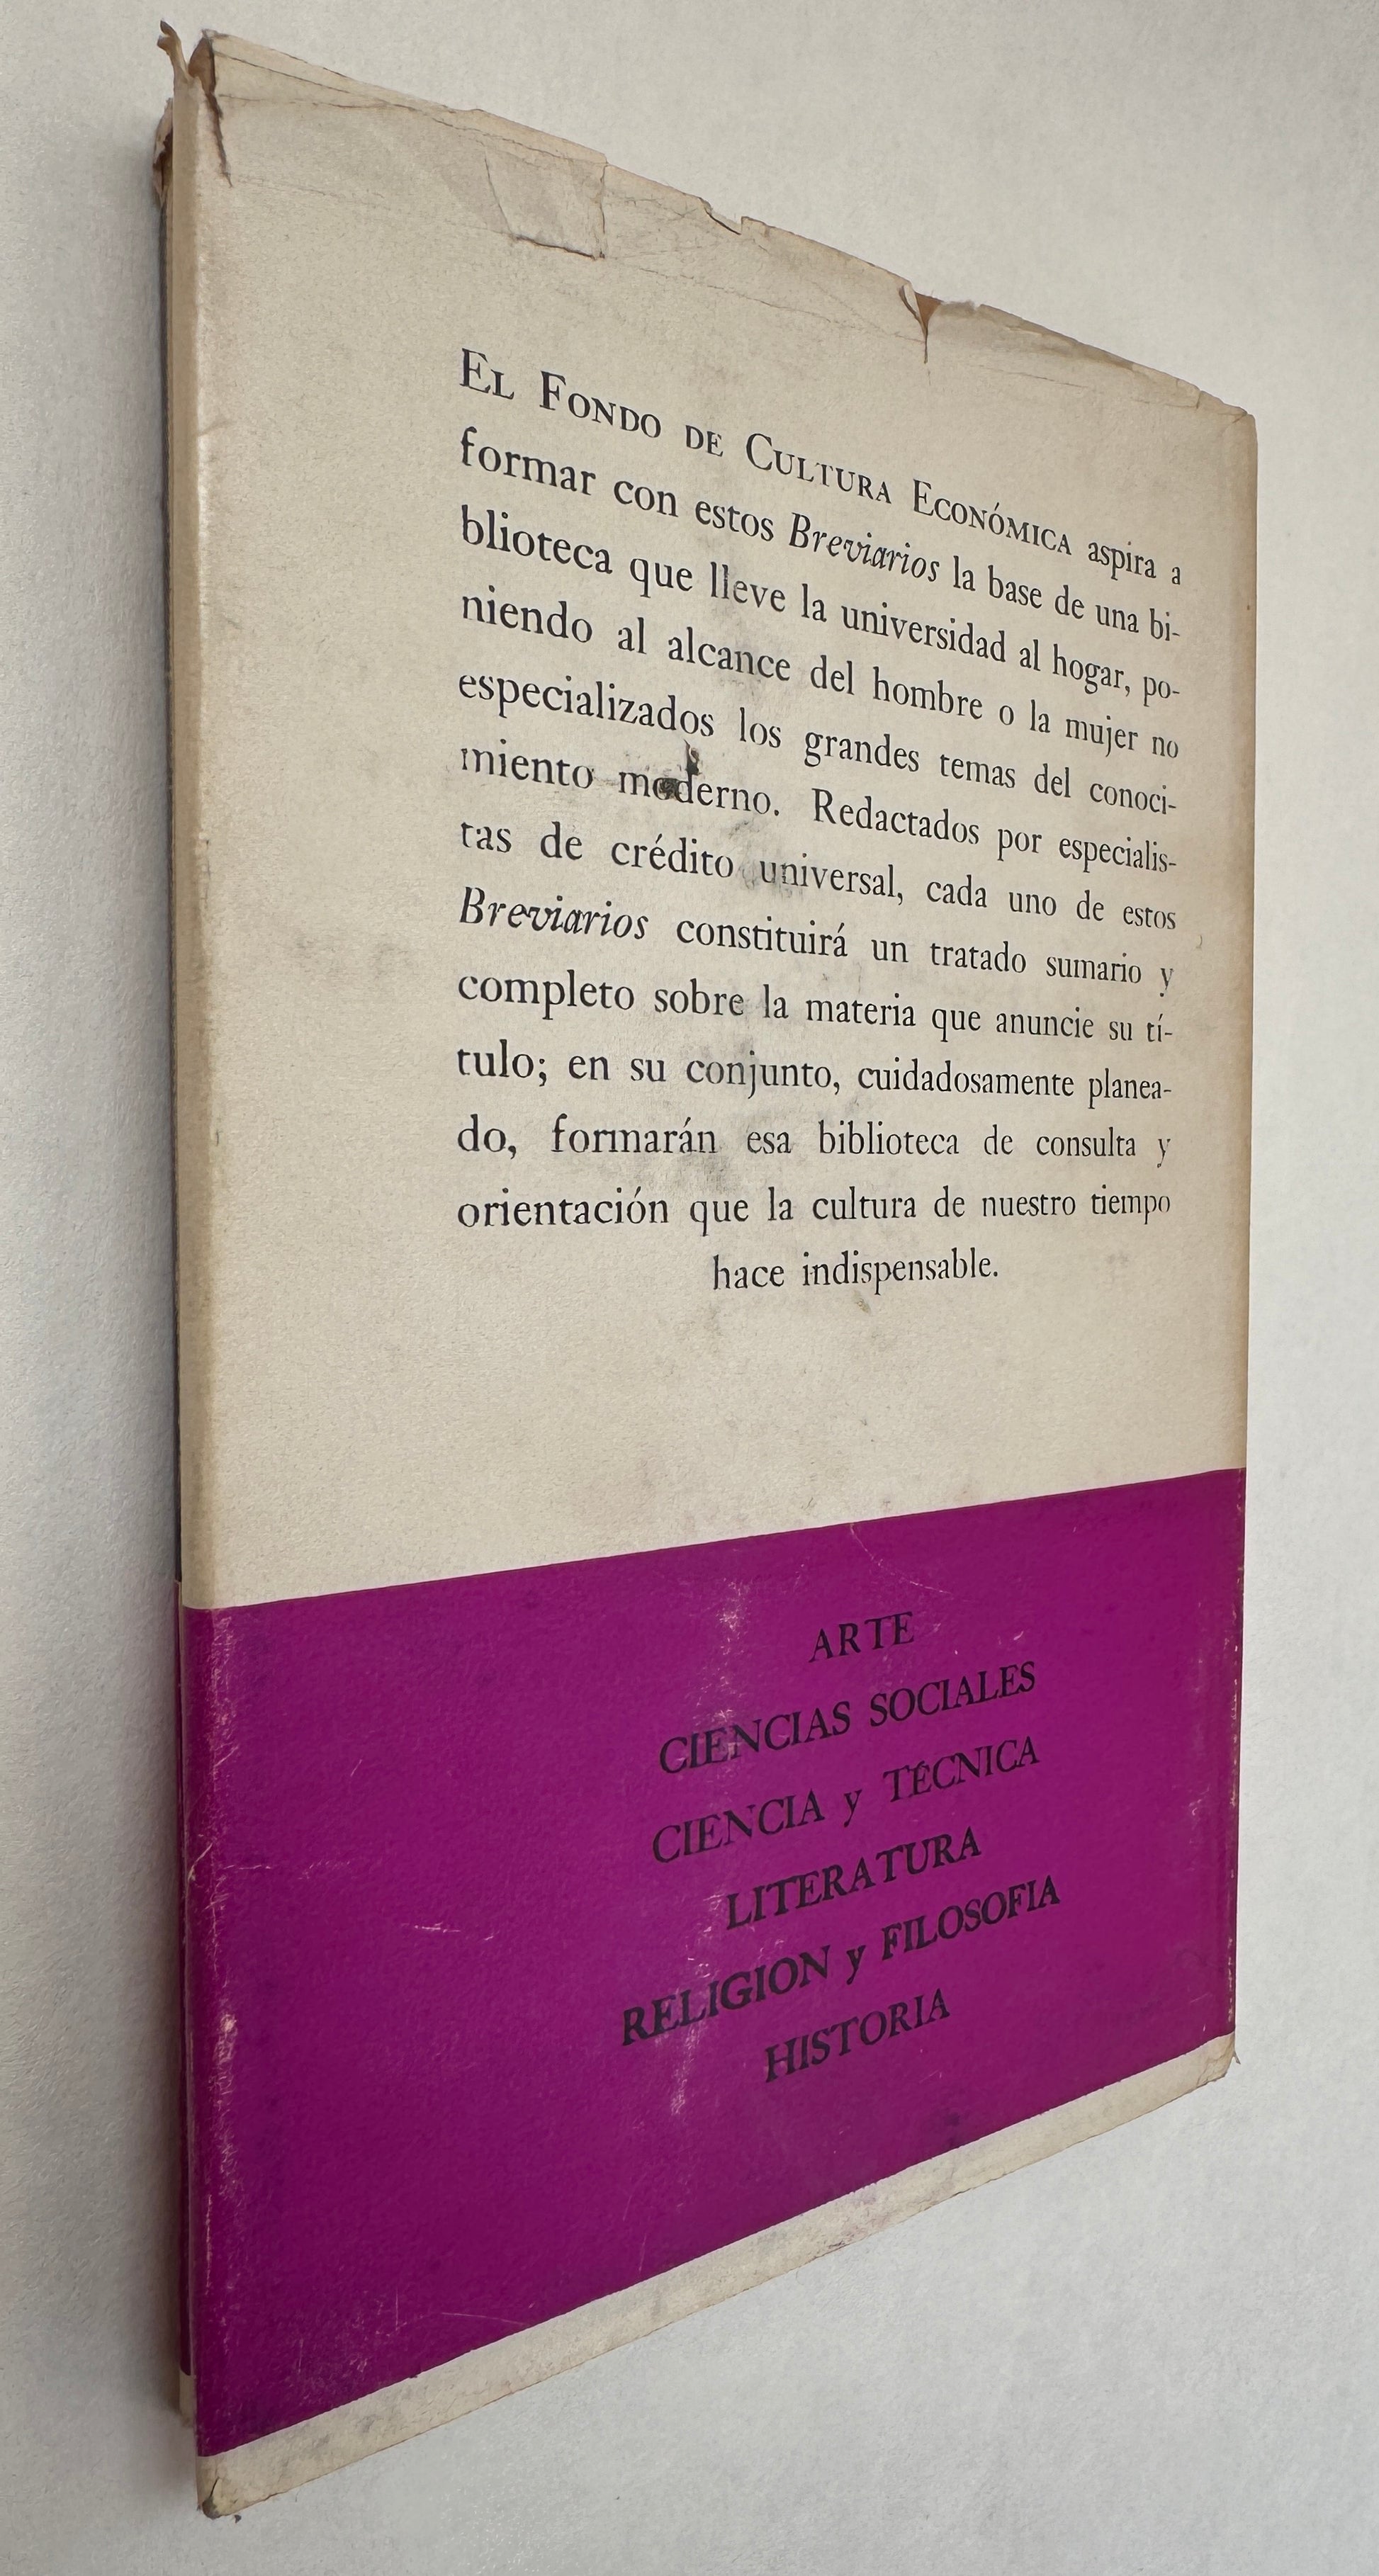 EL FONDO DE CULTURA ECONÓMICA aspira a
formar con estos Breviarios la base de una bi-
blioteca que lleve la universidad al hogar, po-
niendo al alcance del hombre o la mujer no
especializados los grandes temas del conoci-
miento moderno. Redactados por especialis-
tas de crédito universal, cada uno de estos
Breviarios constituirá un tratado sumario y
completo sobre la materia que anuncie su tí-
tulo; en su conjunto, cuidadosamente planea-
do, formarán esa biblioteca de consulta y
orientación que la cultura de nuestro tiempo
hace indispensable.
ARTE
CIENCIAS SOCIALES
CIENCIA y TÉCNICA
LITERATURA
RELIGION y FILOSOFIA
HISTORIA